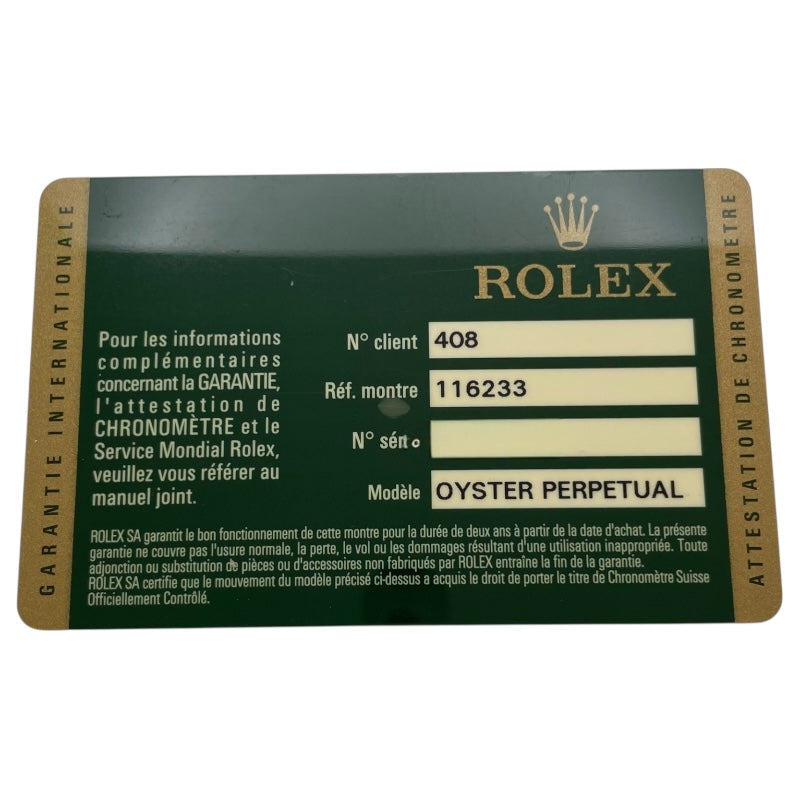 GARANTIE INTERNATIONALE
ROLEX
Pour les informations
complémentaires
concernant la GARANTIE,
l'attestation de
CHRONOMÈTRE et le
Service Mondial Rolex,
veuillez vous référer au
manuel joint.
N° client 408
Réf. montre 116233
N° série
Modèle OYSTER PERPETUAL
ROLEX SA garantit le bon fonctionnement de cette montre pour la durée de deux ans à partir de la date d'achat. La présente
garantie ne couvre pas l'usure normale, la perte, le vol ou les dommages résultant d'une utilisation inappropriée. Toute
adjonction ou substitution de pièces ou d'accessoires non fabriqués par ROLEX entraîne la fin de la garantie.
ROLEX SA certifie que le mouvement du modèle précisé ci-dessus a acquis le droit de porter le titre de Chronomètre Suisse
Officiellement Contrôlé.
ATTESTATION DE CHRONOMETRE